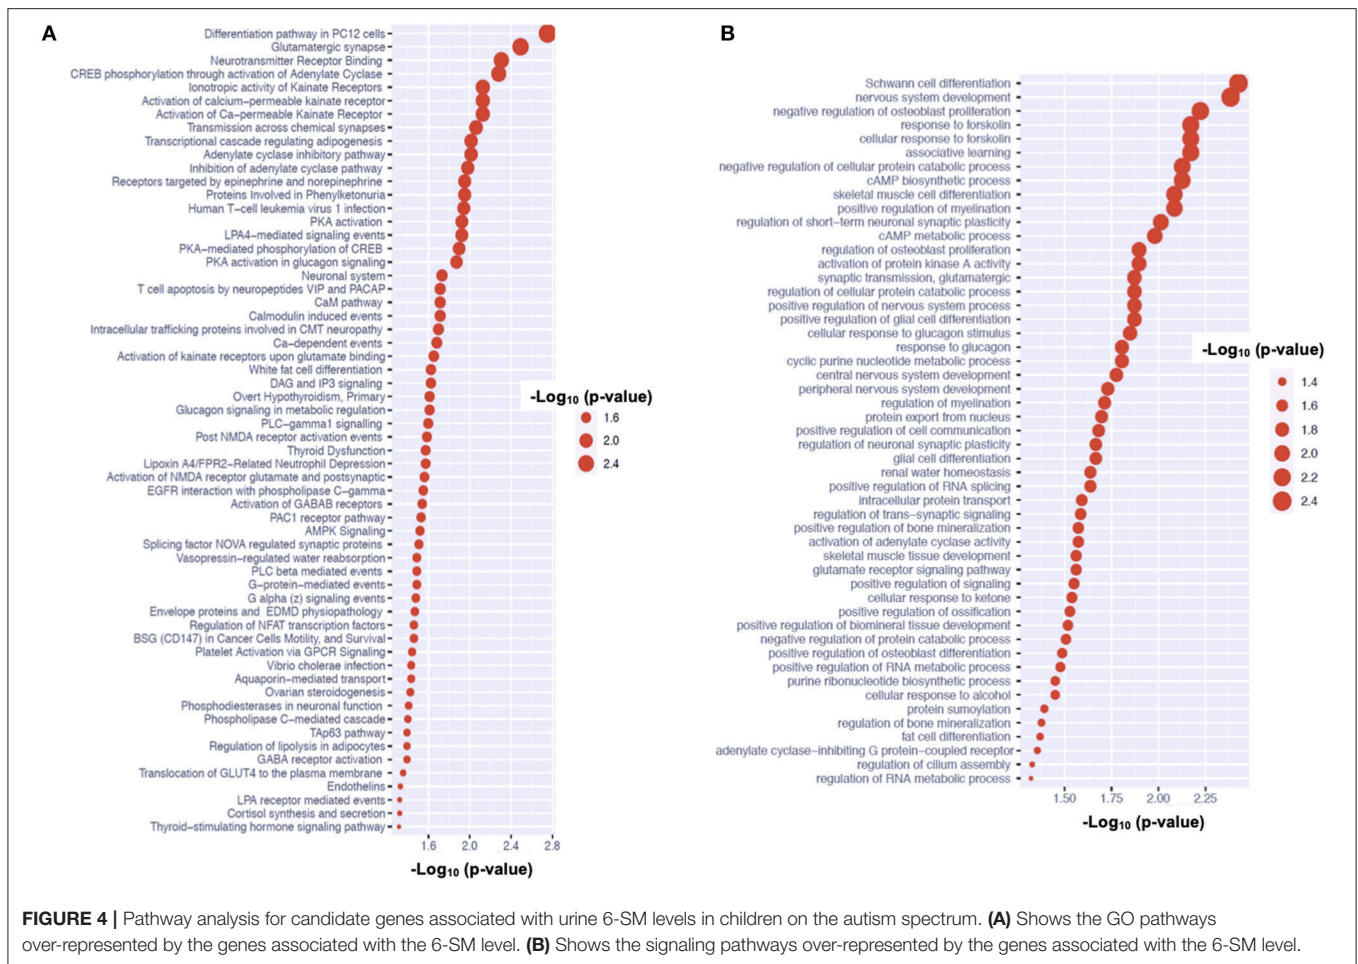 A
Differentiation pathway in PC12 cells
Glutamatergic synapse
Neurotransmitter Receptor Binding
CREB phosphorylation through activation of Adenylate Cyclase
Ionotropic activity of Kainate Receptors
Activation of calcium-permeable kainate receptor
Activation of Ca-permeable Kainate Receptor
Transmission across chemical synapses
Transcriptional cascade regulating adipogenesis
Adenylate cyclase inhibitory pathway
Inhibition of adenylate cyclase pathway
Receptors targeted by epinephrine and norepinephrine
Proteins Involved in Phenylketonuria
Human T-cell leukemia virus 1 infection
PKA activation
LPA4-mediated signaling events
PKA-mediated phosphorylation of CREB
PKA activation in glucagon signaling
Neuronal system
T cell apoptosis by neuropeptides VIP and PACAP
CaM pathway
Calmodulin induced events
Intracellular trafficking proteins involved in CMT neuropathy
Ca-dependent events
Activation of kainate receptors upon glutamate binding
White fat cell differentiation
DAG and IP3 signaling
Overt Hypothyroidism, Primary
Glucagon signaling in metabolic regulation
PLC-gamma1 signalling
Post NMDA receptor activation events
Thyroid Dysfunction
Lipoxin A4/FPR2-Related Neutrophil Depression
Activation of NMDA receptor glutamate and postsynaptic
EGFR interaction with phospholipase C-gamma
Activation of GABAB receptors
PAC1 receptor pathway
AMPK Signaling
Splicing factor NOVA regulated synaptic proteins
Vasopressin-regulated water reabsorption
PLC beta mediated events
G-protein-mediated events
G alpha (z) signaling events
Envelope proteins and EDMD physiopathology
Regulation of NFAT transcription factors
BSG (CD147) in Cancer Cells Motility, and Survival
Platelet Activation via GPCR Signaling
Vibrio cholerae infection
Aquaporin-mediated transport
Ovarian steroidogenesis
Phosphodiesterases in neuronal function
Phospholipase C-mediated cascade
TAp63 pathway
Regulation of lipolysis in adipocytes
GABA receptor activation
Translocation of GLUT4 to the plasma membrane
Endothelins
LPA receptor mediated events
Cortisol synthesis and secretion
Thyroid-stimulating hormone signaling pathway
1.6 2.0 2.4 2.8
-Log10 (p-value)
-Log10 (p-value)
1.6
2.0
2.4
B
Schwann cell differentiation
nervous system development
negative regulation of osteoblast proliferation
response to forskolin
cellular response to forskolin
associative learning
negative regulation of cellular protein catabolic process
cAMP biosynthetic process
skeletal muscle cell differentiation
positive regulation of myelination
regulation of short-term neuronal synaptic plasticity
cAMP metabolic process
regulation of osteoblast proliferation
activation of protein kinase A activity
synaptic transmission, glutamatergic
regulation of cellular protein catabolic process
positive regulation of nervous system process
positive regulation of glial cell differentiation
cellular response to glucagon stimulus
response to glucagon
cyclic purine nucleotide metabolic process
central nervous system development
peripheral nervous system development
regulation of myelination
protein export from nucleus
positive regulation of cell communication
regulation of neuronal synaptic plasticity
glial cell differentiation
renal water homeostasis
positive regulation of RNA splicing
intracellular protein transport
regulation of trans-synaptic signaling
positive regulation of bone mineralization
activation of adenylate cyclase activity
skeletal muscle tissue development
glutamate receptor signaling pathway
positive regulation of signaling
cellular response to ketone
positive regulation of ossification
positive regulation of biomineral tissue development
negative regulation of protein catabolic process
positive regulation of osteoblast differentiation
positive regulation of RNA metabolic process
purine ribonucleotide biosynthetic process
cellular response to alcohol
protein sumoylation
regulation of bone mineralization
fat cell differentiation
adenylate cyclase-inhibiting G protein-coupled receptor
regulation of cilium assembly
regulation of RNA metabolic process
1.50 1.75 2.00 2.25
-Log10 (p-value)
-Log10 (p-value)
1.4
1.6
1.8
2.0
2.2
2.4
FIGURE 4 | Pathway analysis for candidate genes associated with urine 6-SM levels in children on the autism spectrum. (A) Shows the GO pathways
over-represented by the genes associated with the 6-SM level. (B) Shows the signaling pathways over-represented by the genes associated with the 6-SM level.